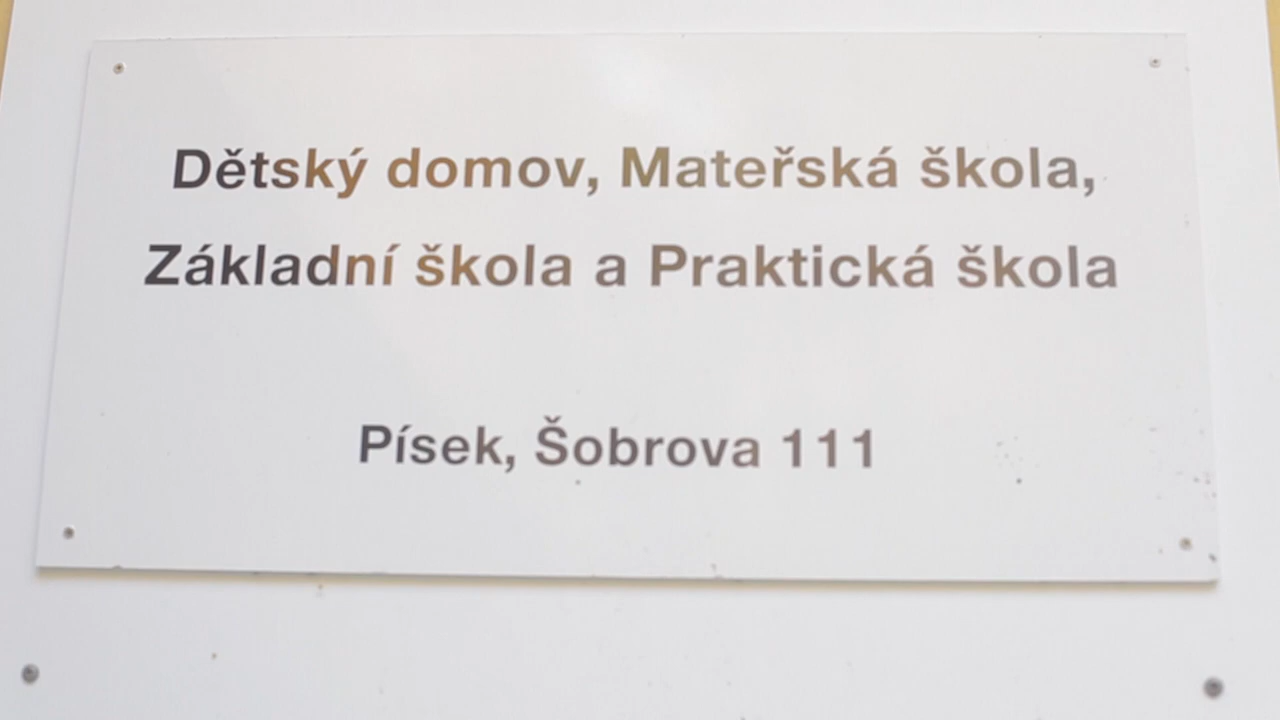 Dětský domov, Mateřská škola,
Základní škola a Praktická škola
Písek, Šobrova 111